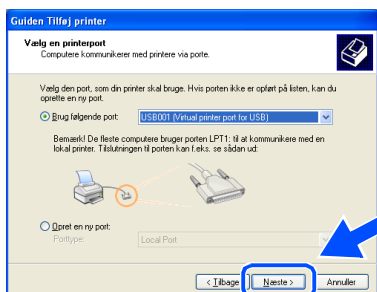 Guiden Tilføj printer
Vælg en printerport
Computere kommunikerer med printere via porte.
Vælg den port, som din printer skal bruge. Hvis porten ikke er opført på listen, kan du
oprette en ny port.
Brug følgende port: USB001 (Virtual printer port for USB)
Bemærk! De fleste computere bruger porten LPT1: til at kommunikere med en
lokal printer. Tilslutningen til porten kan f.eks. se sådan ud:
Opret en ny port:
Porttype: Local Port
< Tilbage Næste > Annuller